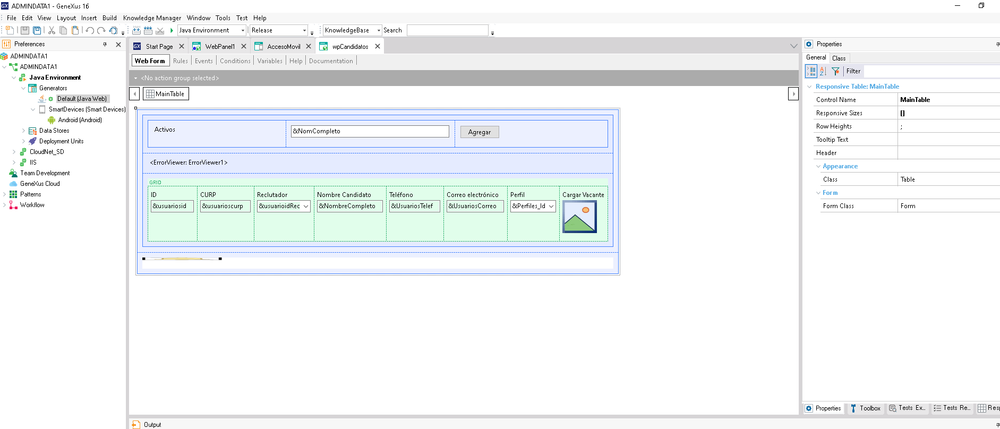 ADMINDATA1 - GeneXus 16
File Edit View Layout Insert Build Knowledge Manager Window Tools Test Help
Java Environment Release KnowledgeBase Search
Preferences
ADMINDATA1
ADMINDATA1
Java Environment
Generators
Default (Java Web)
SmartDevices (Smart Devices)
Android (Android)
Data Stores
Deployment Units
CloudNet_SD
IIS
Team Development
GeneXus Cloud
Patterns
Workflow
GX Start Page WebPanel1 AccesoMovil wpCandidatos
Web Form Rules Events Conditions Variables Help Documentation
<No action group selected>
MainTable
Activos &NomCompleto Agregar
<ErrorViewer: ErrorViewer1>
GRID
ID CURP Reclutador Nombre Candidato Teléfono Correo electrónico Perfil Cargar Vacante
&usuariosid &usuarioscurp &usuarioidRec &NombreCompleto &UsuariosTelef &UsuariosCorreo &Perfiles_Id
Output
Properties
General Class
Filter
Responsive Table: MainTable
Control Name MainTable
Responsive Sizes []
Row Heights ;
Tooltip Text
Header
Appearance
Class Table
Form
Form Class Form
Properties Toolbox Tests Ex... Tests Re... Resp